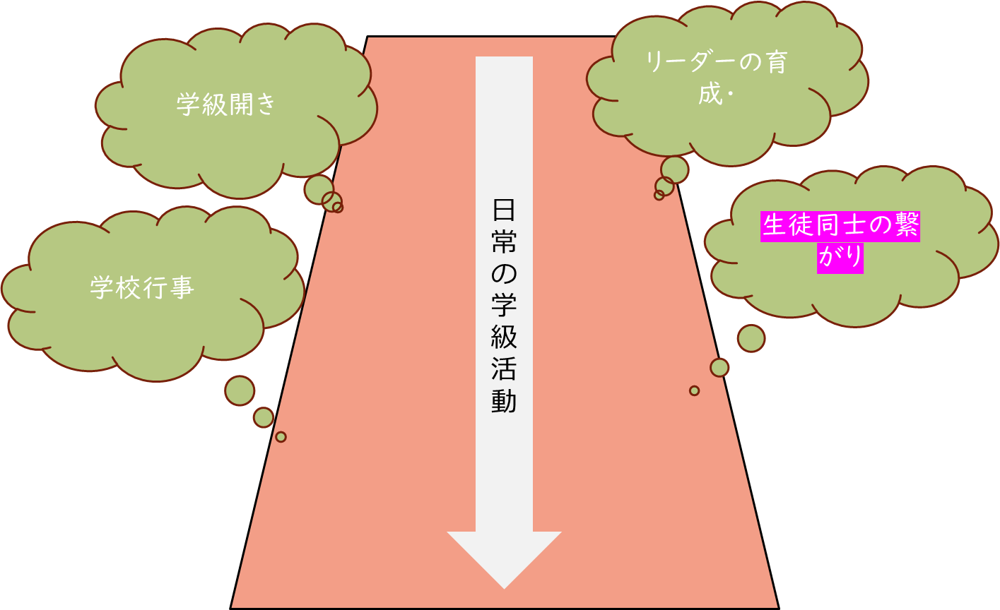 学級開き
リーダーの育
成・
学校行事
生徒同士の繋
がり
日常の学級活動